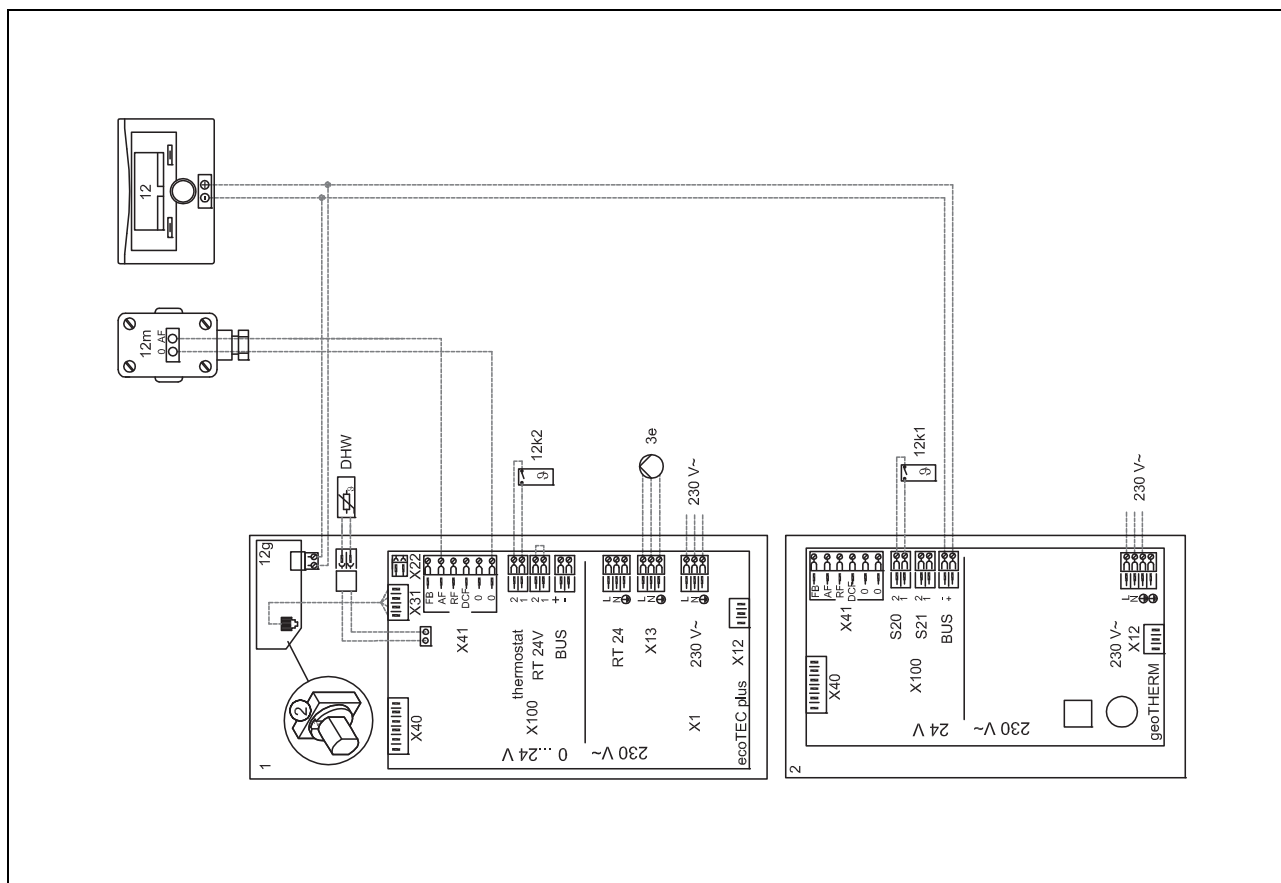 12
12m
0 AF
DHW
12k2
3e
230 V~
12k1
230 V~
12g
X22
X31
FB
AF
RF
DCF
0
0
X41
2
1
2
1
+
-
thermostat
RT 24V
BUS
X100
L
N
RT 24
L
N
X13
L
N
230 V~
X1
X12
X40
0....24 V
230 V~
ecoTEC plus
2
1
FB
AF
RF
DCF
0
0
X41
2
1
S20
2
1
S21
-
+
BUS
X100
X40
24 V
230 V~
L
N
230 V~
X12
geoTHERM
2